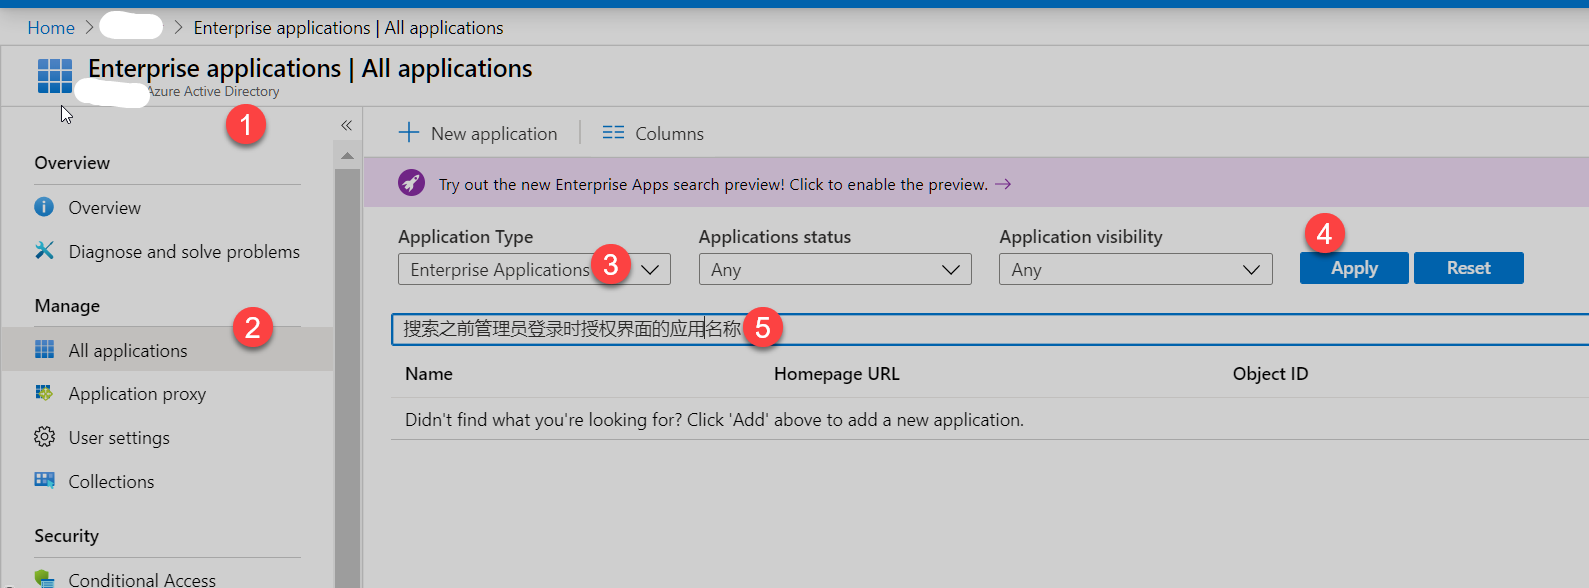 Home > Enterprise applications | All applications
Enterprise applications | All applications
Azure Active Directory
1
«
Overview
Overview
Diagnose and solve problems
Manage
2
All applications
Application proxy
User settings
Collections
Security
Conditional Access
New application
Columns
Try out the new Enterprise Apps search preview! Click to enable the preview. →
Application Type
Applications status
Application visibility
4
Enterprise Applications
3
Any
Any
Apply
Reset
搜索之前管理员登录时授权界面的应用名称
5
Name
Homepage URL
Object ID
Didn't find what you're looking for? Click 'Add' above to add a new application.